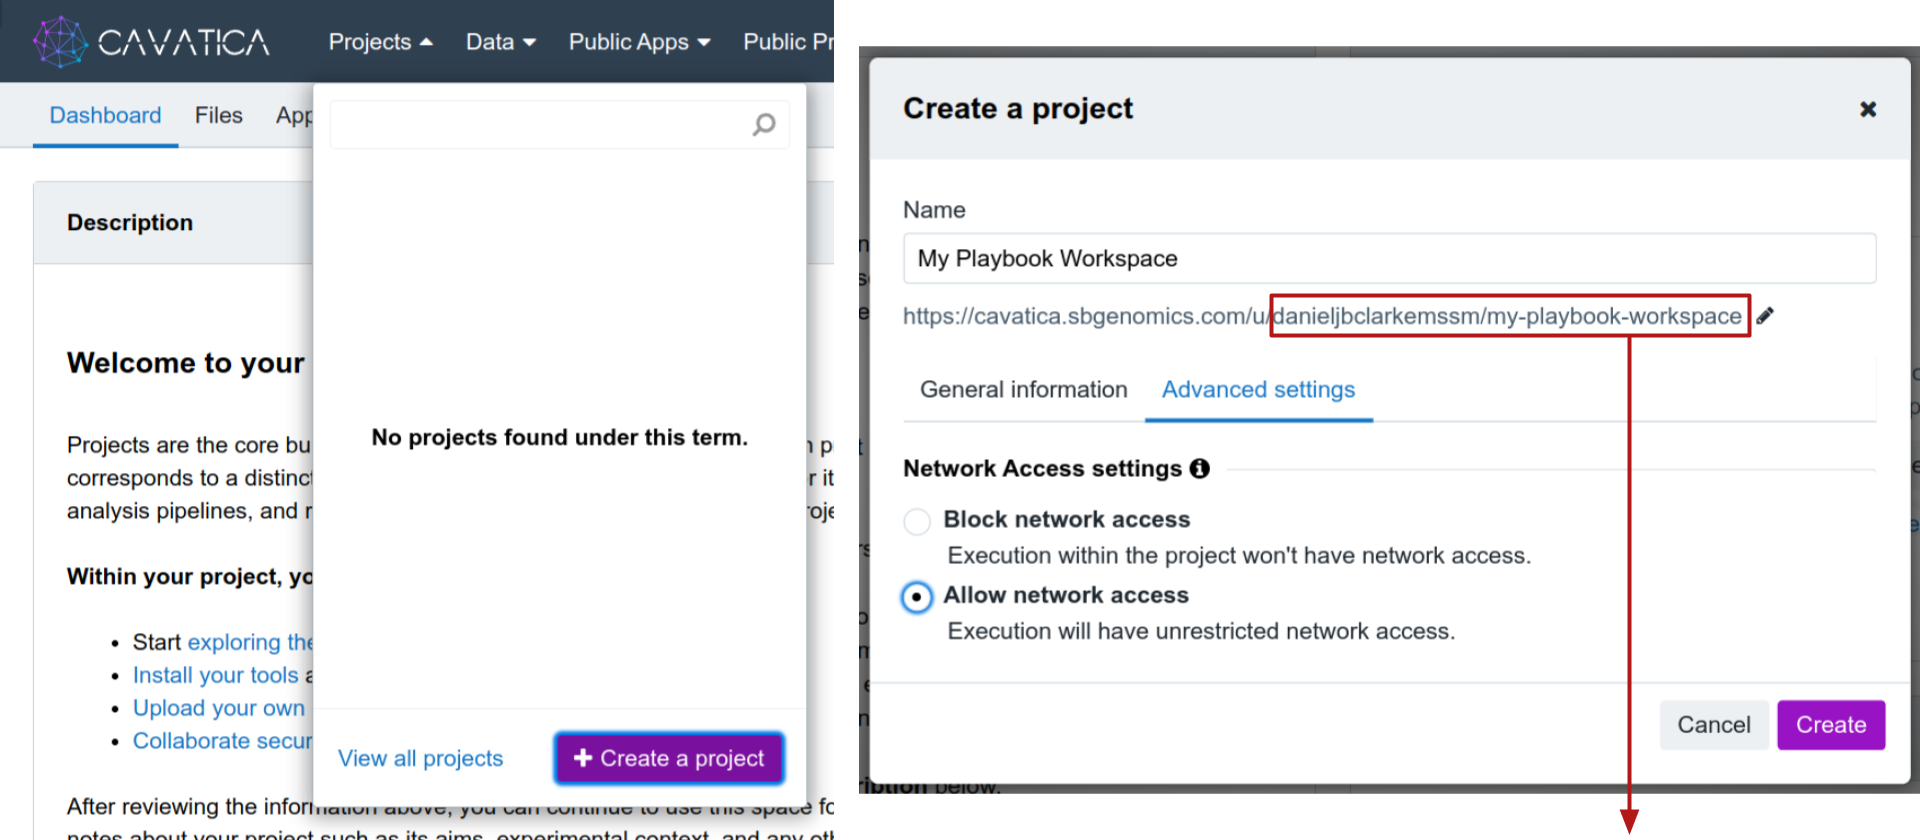 CAVATICA
Projects Data Public Apps Public Pr
Dashboard Files App
Description
Welcome to your
Projects are the core bu
corresponds to a distinct
analysis pipelines, and r
No projects found under this term.
Within your project, yo
Start exploring the
Install your tools a
Upload your own
Collaborate secur
View all projects
+ Create a project
After reviewing the information above, you can continue to use this space fo
notes about your project such as its aims, experimental context, and any oth
Create a project
Name
My Playbook Workspace
https://cavatica.sbgenomics.com/u/danieljbclarkemssm/my-playbook-workspace
General information Advanced settings
Network Access settings
Block network access
Execution within the project won't have network access.
Allow network access
Execution will have unrestricted network access.
Cancel Create
ription below.